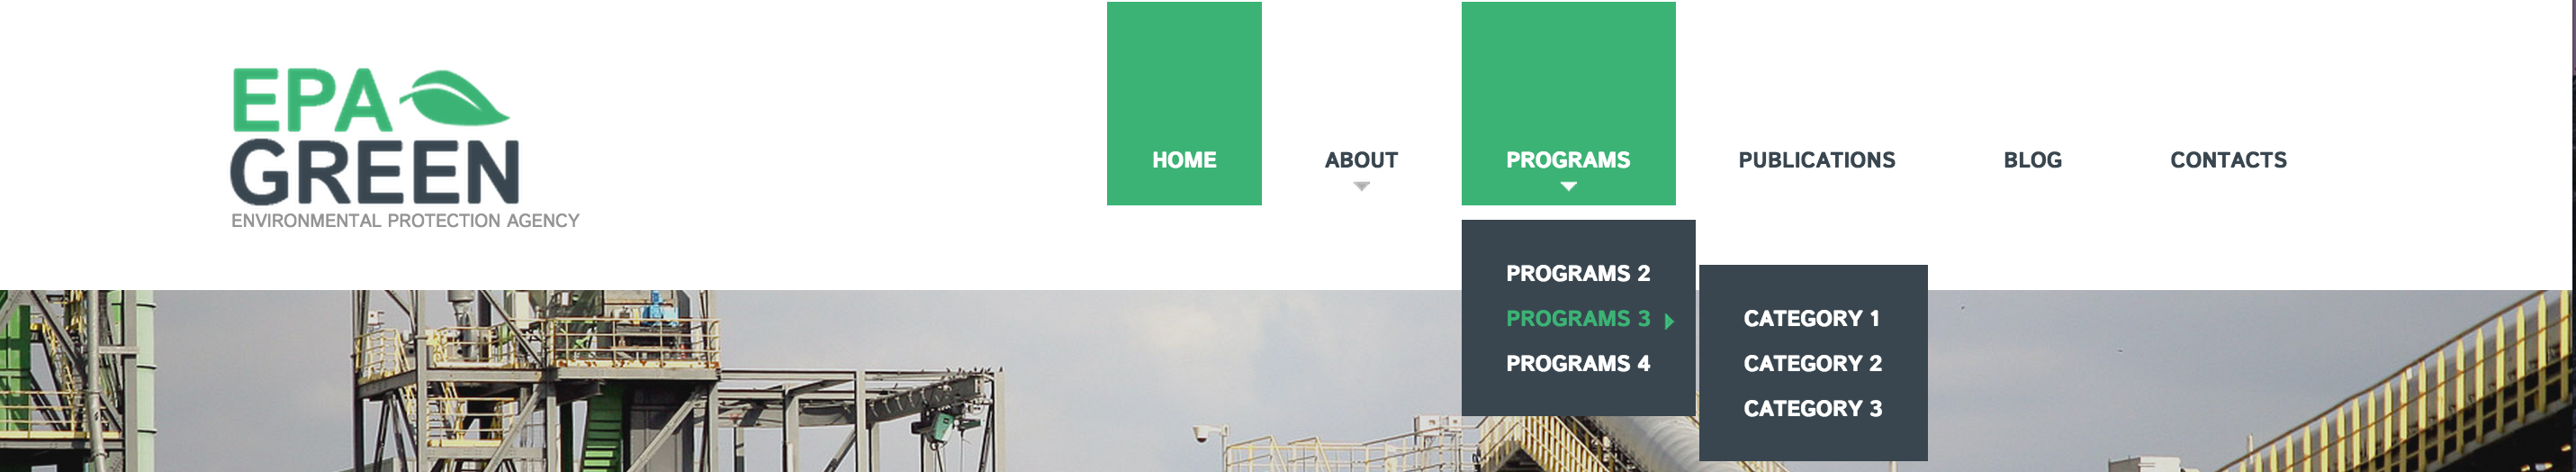 EPA
GREEN
ENVIRONMENTAL PROTECTION AGENCY
HOME
ABOUT
PROGRAMS
PUBLICATIONS
BLOG
CONTACTS
PROGRAMS 2
PROGRAMS 3
PROGRAMS 4
CATEGORY 1
CATEGORY 2
CATEGORY 3